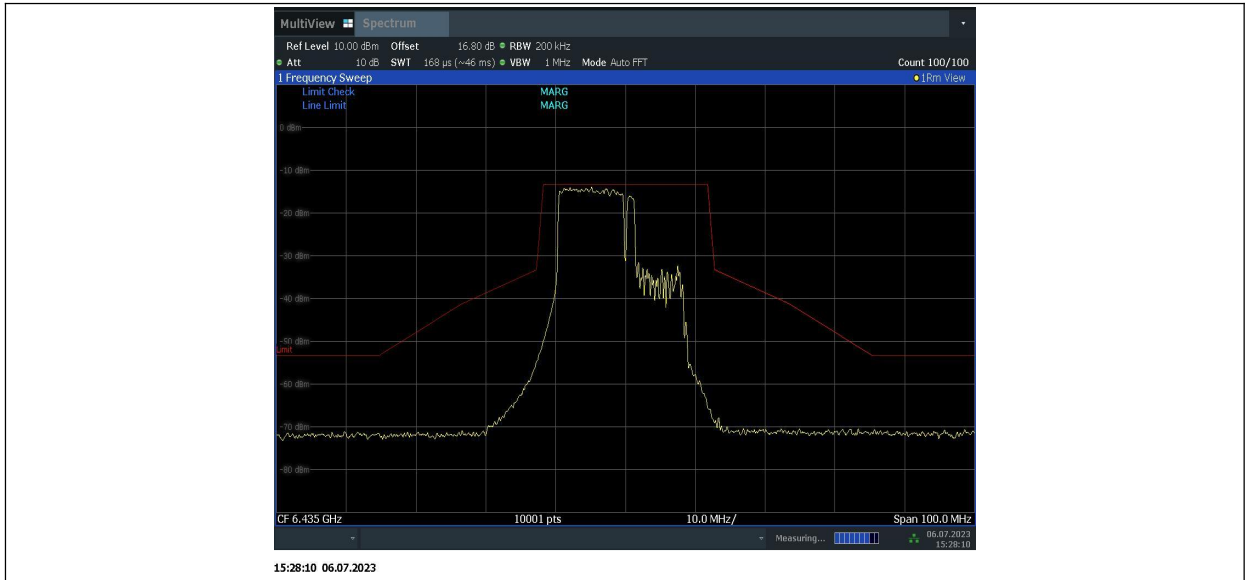 MultiView Spectrum
Ref Level 10.00 dBm Offset 16.80 dB RBW 200 kHz
Att 10 dB SWT 168 µs (~46 ms) VBW 1 MHz Mode Auto FFT Count 100/100
1 Frequency Sweep 1Rm View
Limit Check MARG
Line Limit MARG
0 dBm
-10 dBm
-20 dBm
-30 dBm
-40 dBm
-50 dBm
Limit
-60 dBm
-70 dBm
-80 dBm
CF 6.435 GHz 10001 pts 10.0 MHz/ Span 100.0 MHz
Measuring... 06.07.2023
15:28:10
15:28:10 06.07.2023